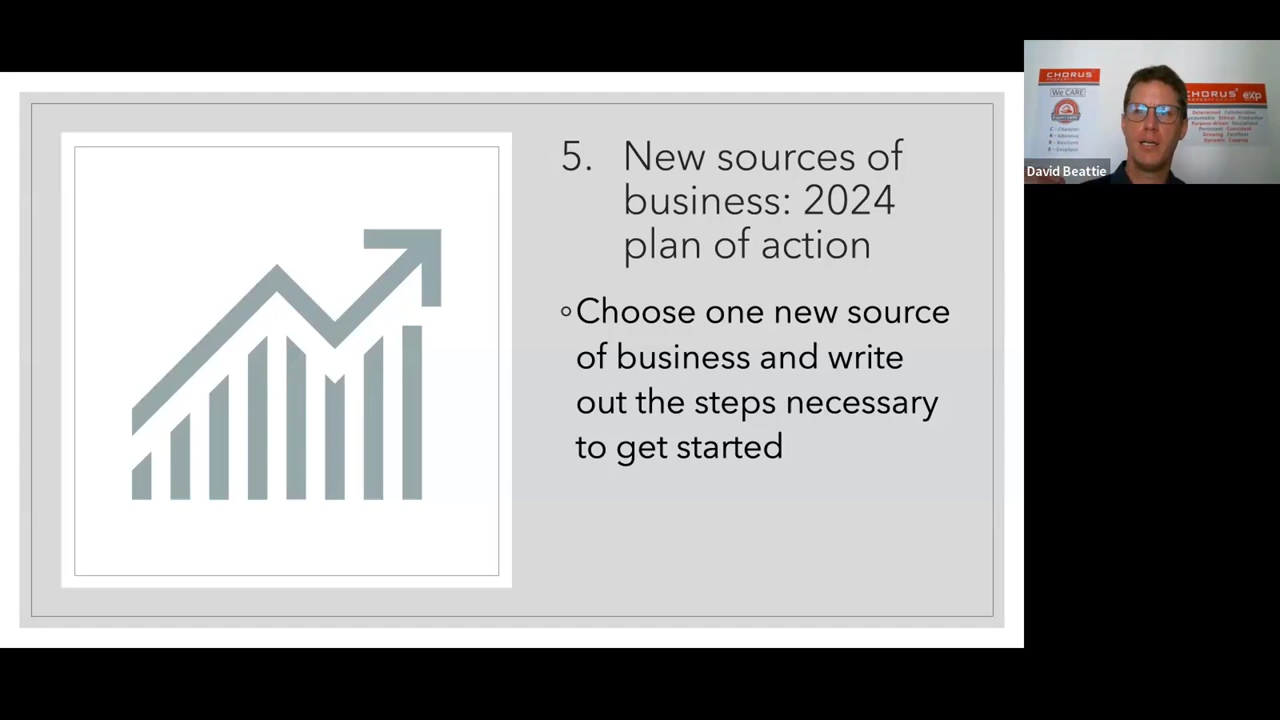 5. New sources of
business: 2024
plan of action
Choose one new source
of business and write
out the steps necessary
to get started
CHORUS
We CARE
CHORUS
exp
David Beattie